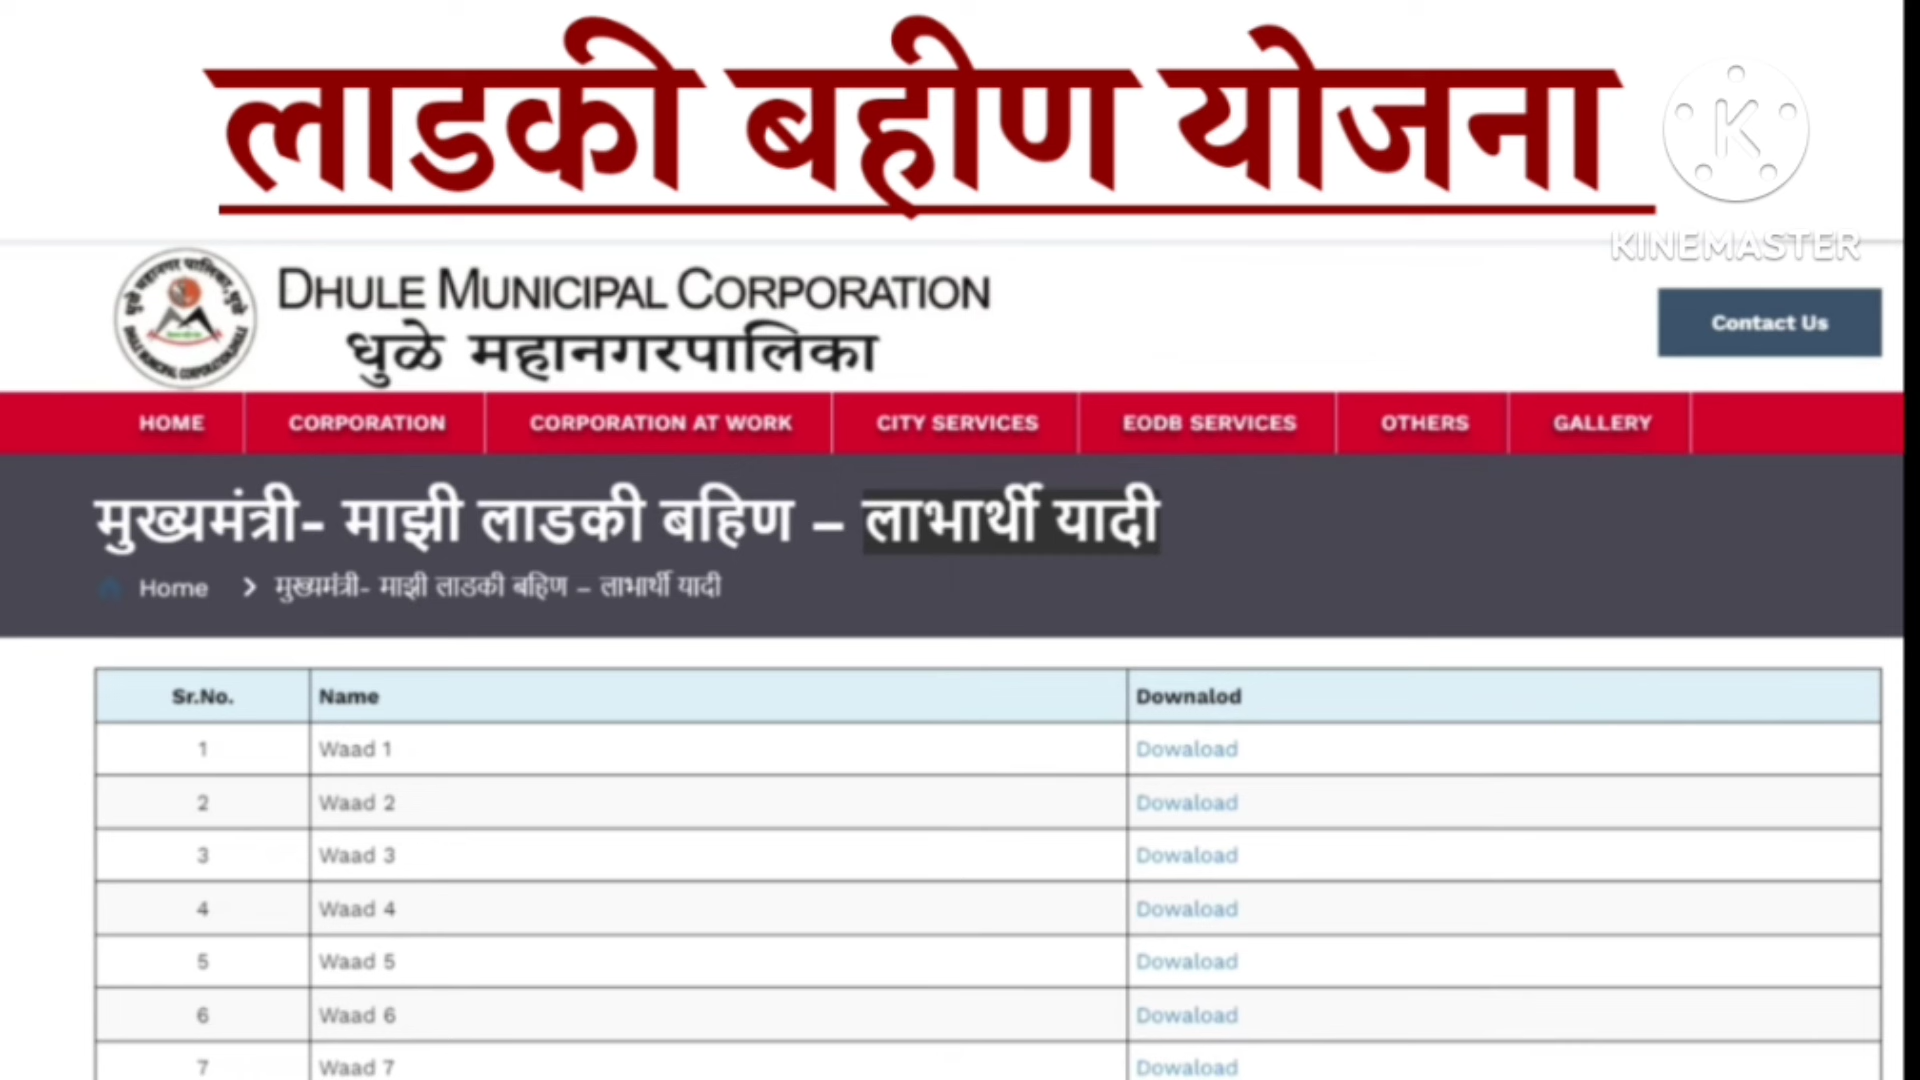 लाडकी बहीण योजना
KINEMASTER
DHULE MUNICIPAL CORPORATION
धुळे महानगरपालिका
Contact Us
HOME CORPORATION CORPORATION AT WORK CITY SERVICES EODB SERVICES OTHERS GALLERY
मुख्यमंत्री- माझी लाडकी बहिण – लाभार्थी यादी
Home > मुख्यमंत्री- माझी लाडकी बहिण – लाभार्थी यादी
Sr.No. Name Downalod
1 Waad 1 Dowaload
2 Waad 2 Dowaload
3 Waad 3 Dowaload
4 Waad 4 Dowaload
5 Waad 5 Dowaload
6 Waad 6 Dowaload
7 Waad 7 Dowaload